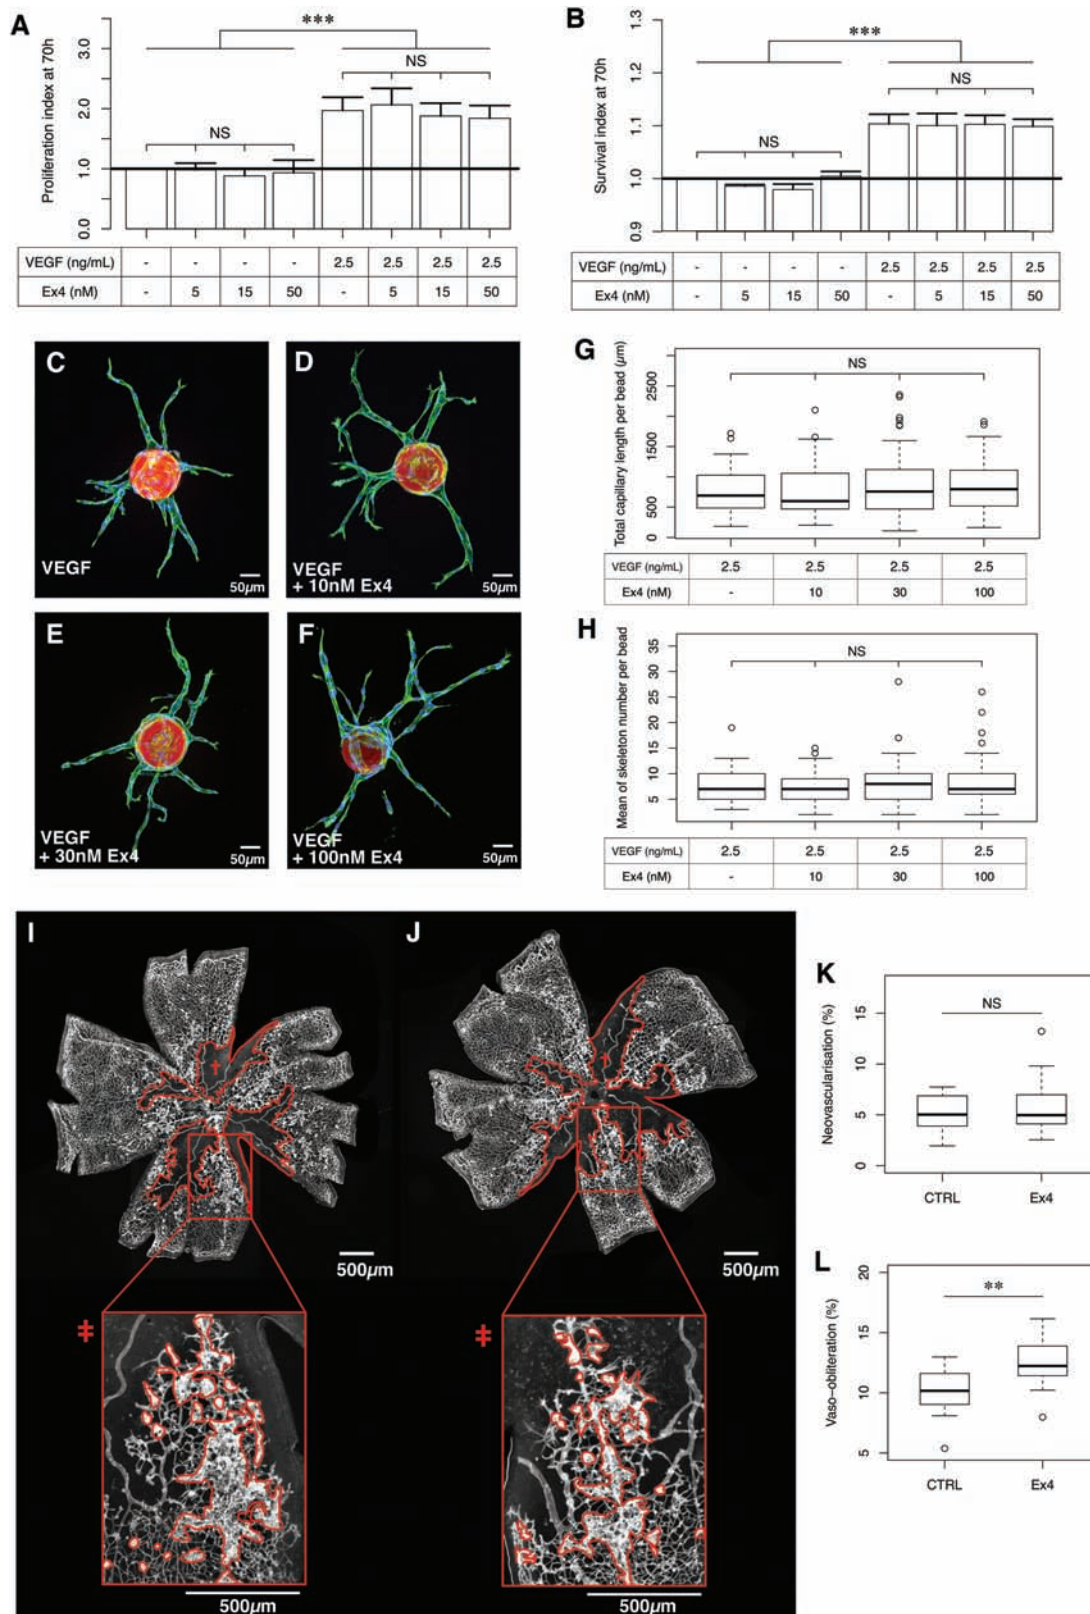 A
Proliferation index at 70h
0.0 1.0 2.0 3.0
***
NS
NS
VEGF (ng/mL) - - - - 2.5 2.5 2.5 2.5
Ex4 (nM) - 5 15 50 - 5 15 50
B
Survival index at 70h
0.9 1.0 1.1 1.2 1.3
***
NS
NS
VEGF (ng/mL) - - - - 2.5 2.5 2.5 2.5
Ex4 (nM) - 5 15 50 - 5 15 50
C
VEGF
50µm
D
VEGF
+ 10nM Ex4
50µm
E
VEGF
+ 30nM Ex4
50µm
F
VEGF
+ 100nM Ex4
50µm
G
Total capillary length per bead (µm)
0 500 1500 2500
NS
VEGF (ng/mL) 2.5 2.5 2.5 2.5
Ex4 (nM) - 10 30 100
H
Mean of skeleton number per bead
5 10 15 20 25 30 35
NS
VEGF (ng/mL) 2.5 2.5 2.5 2.5
Ex4 (nM) - 10 30 100
I
†
500µm
‡
500µm
J
†
500µm
‡
500µm
K
Neovascularisation (%)
0 5 10 15
NS
CTRL Ex4
L
Vaso-obliteration (%)
5 10 15 20
**
CTRL Ex4